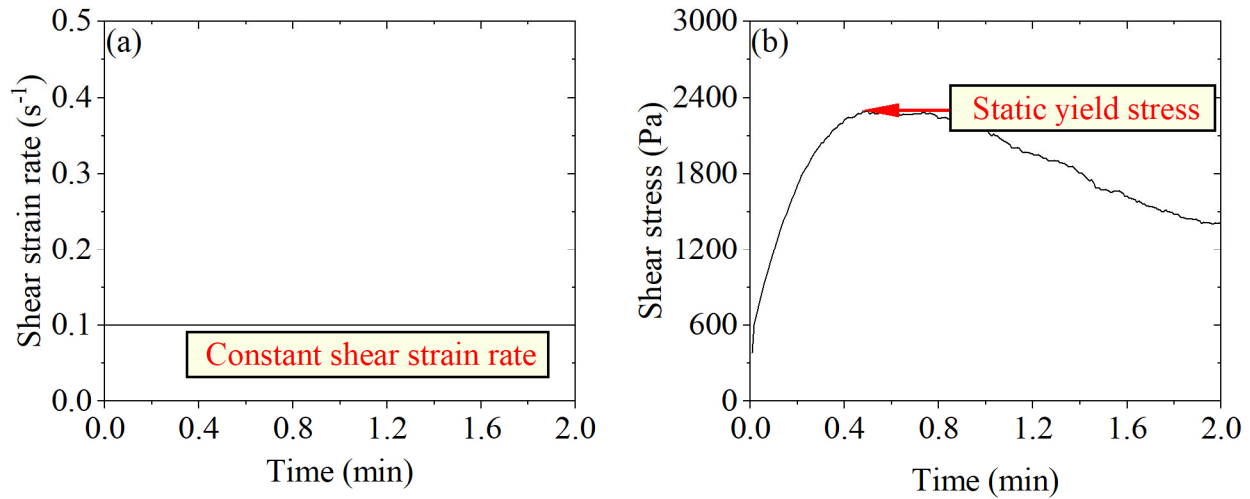 (a)
Shear strain rate (s⁻¹)
0.5
0.4
0.3
0.2
0.1
0.0
Constant shear strain rate
0.0 0.4 0.8 1.2 1.6 2.0
Time (min)
(b)
Shear stress (Pa)
3000
2400
1800
1200
600
0
Static yield stress
0.0 0.4 0.8 1.2 1.6 2.0
Time (min)